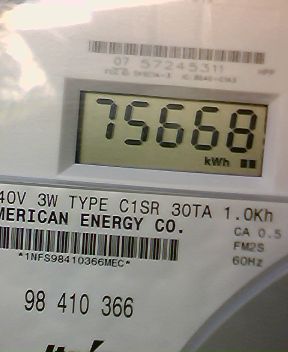 07 57245311
75668
kWh
40V 3W TYPE C1SR 30TA 1.0Kh
MERICAN ENERGY CO.
CA 0.5
FM2S
60Hz
*1NFS98410366MEC*
98 410 366